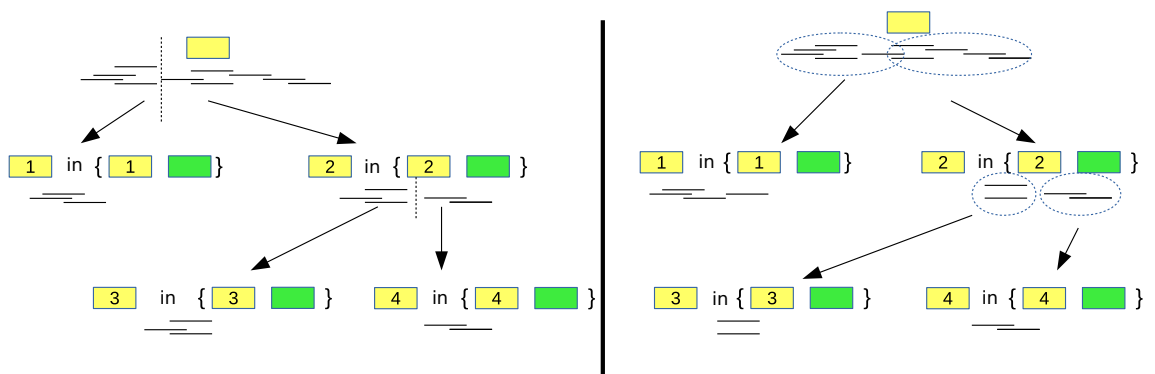 1 in { 1 }
2 in { 2 }
3 in { 3 }
4 in { 4 }
1 in { 1 }
2 in { 2 }
3 in { 3 }
4 in { 4 }